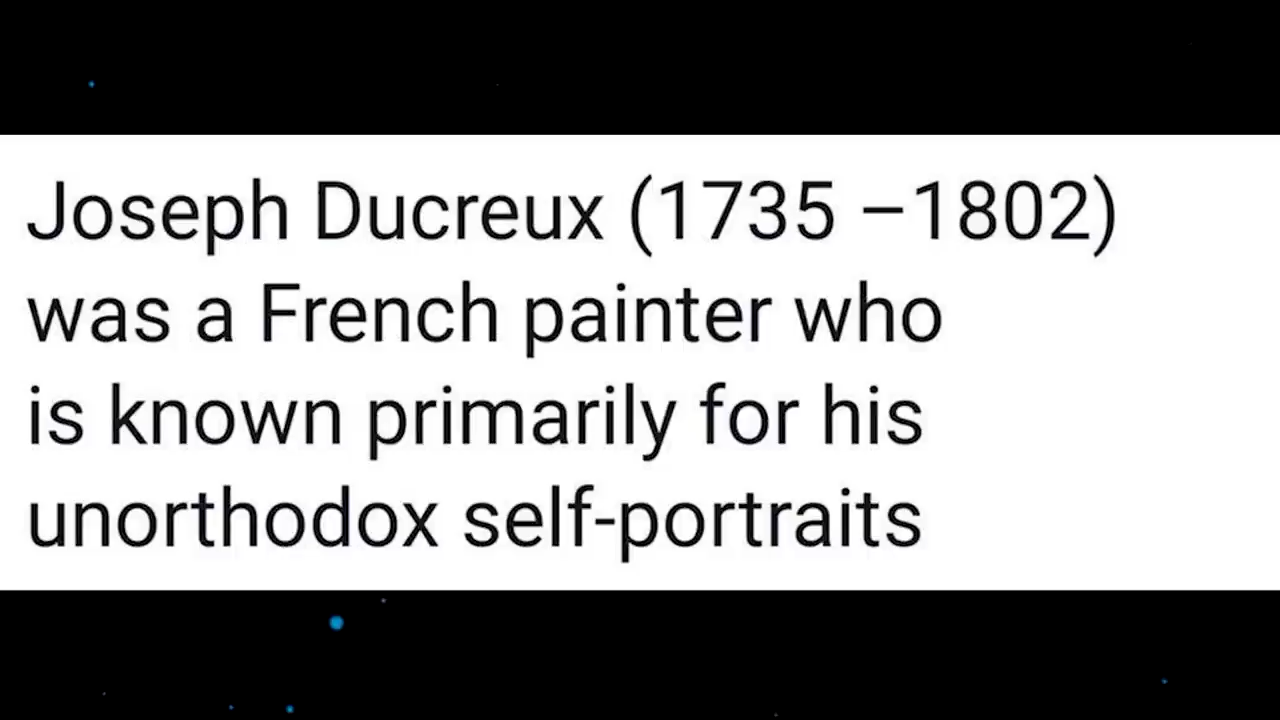 Joseph Ducreux (1735 –1802)
was a French painter who
is known primarily for his
unorthodox self-portraits